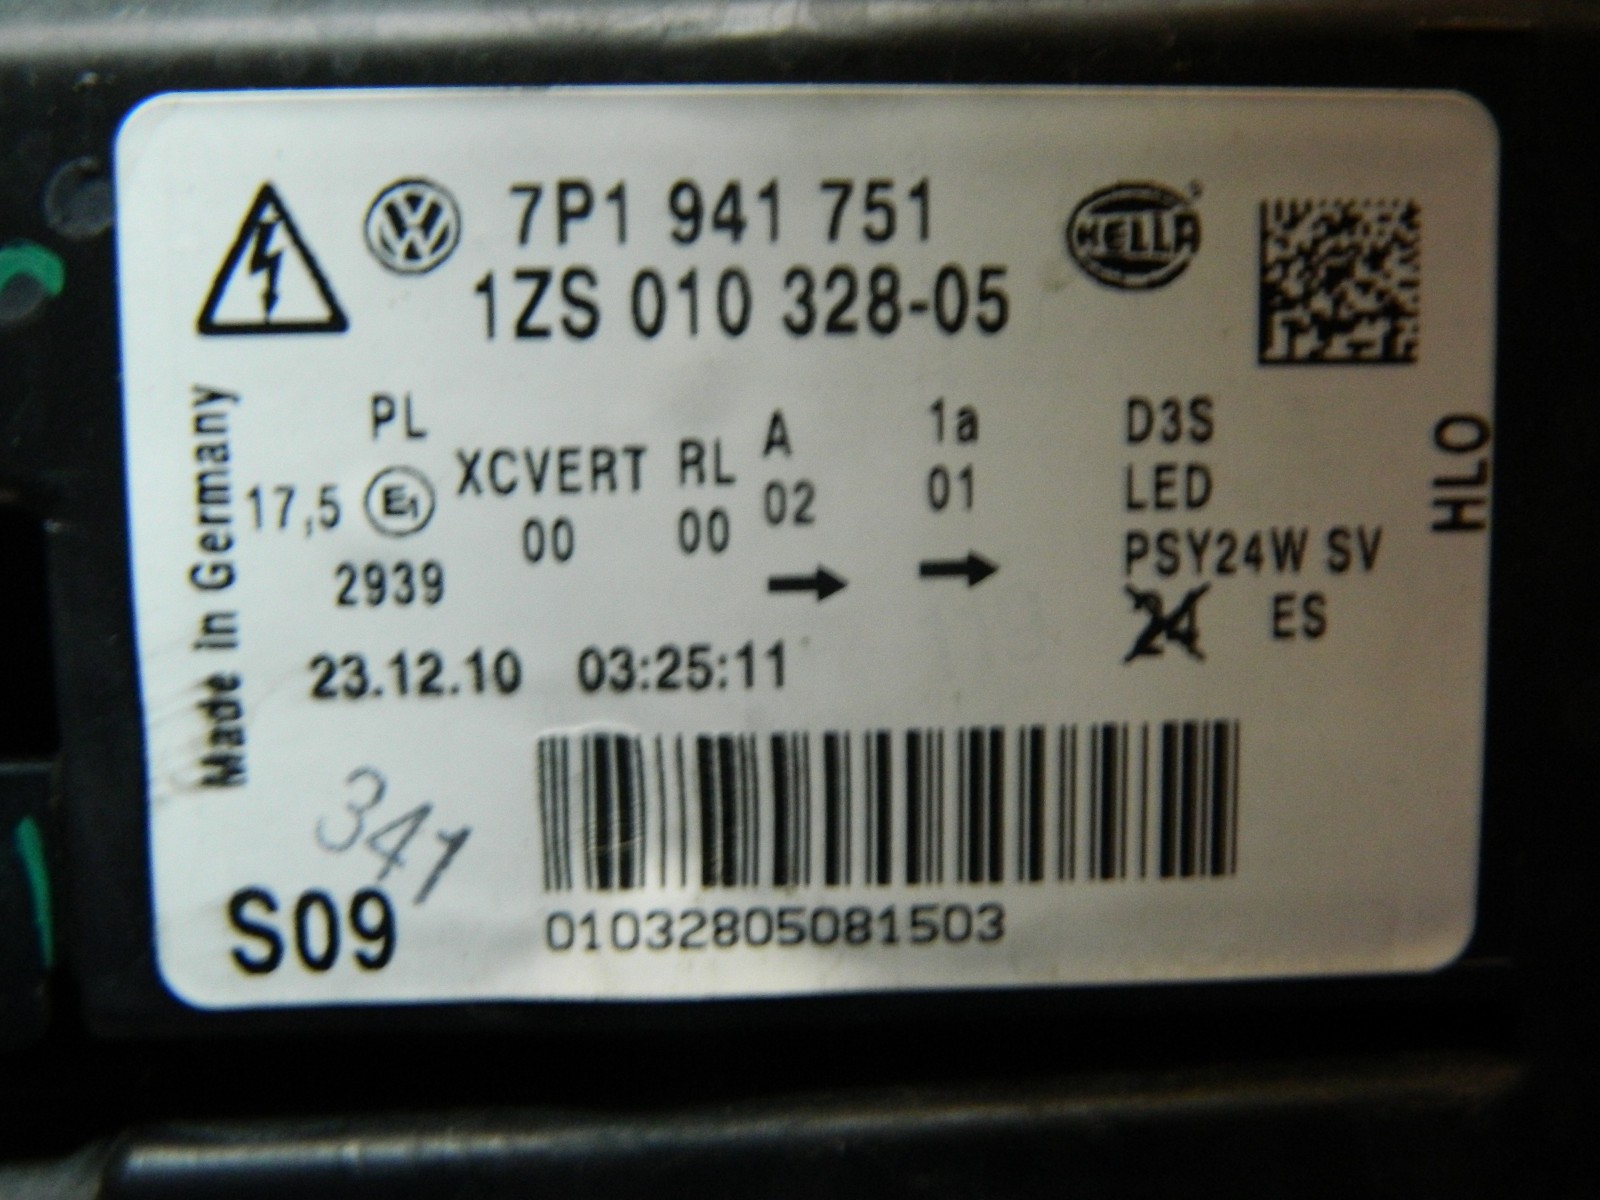 7P1 941 751
HELLA
1ZS 010 328-05
Made in Germany
PL
17,5 E1
2939
XCVERT
00
RL
00
A
02
1a
01
D3S
LED
PSY24W SV
24 ES
HLO
23.12.10 03:25:11
341
S09
01032805081503